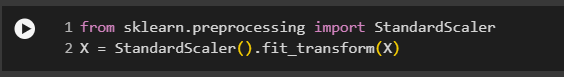 1 from sklearn.preprocessing import StandardScaler
2 X = StandardScaler().fit_transform(X)